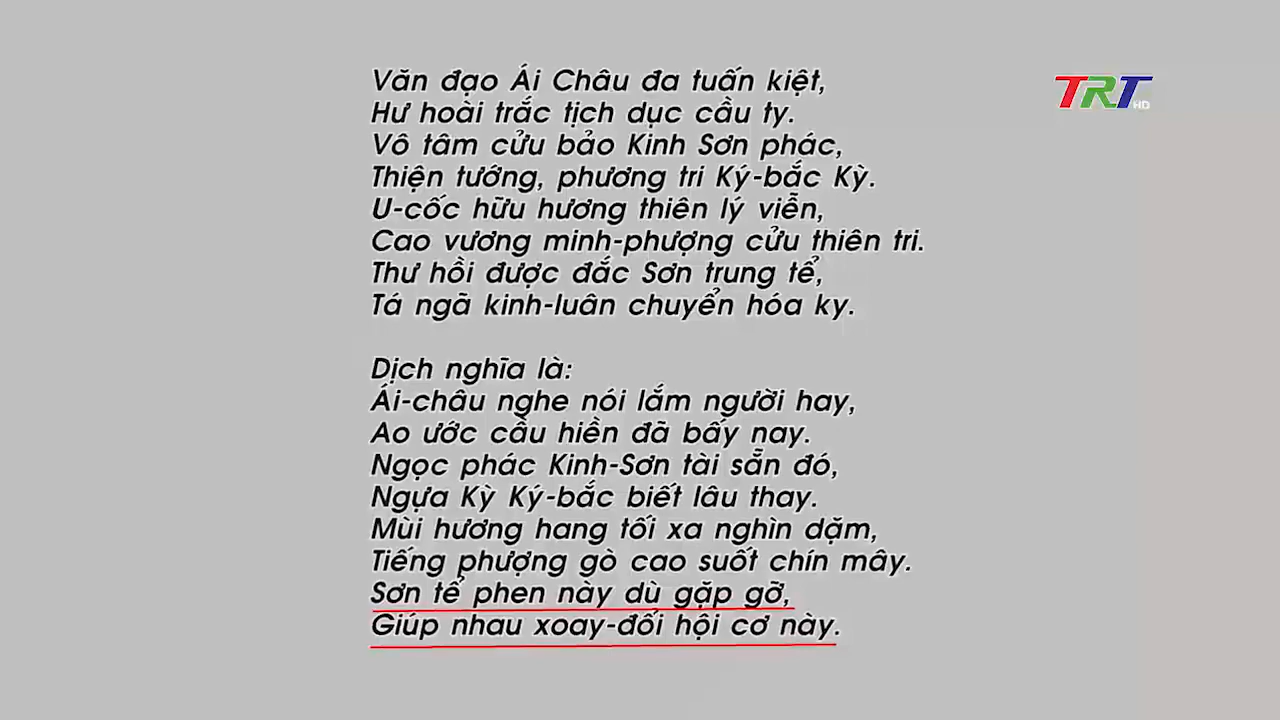 TRT HD
Văn đạo Ái Châu đa tuấn kiệt,
Hư hoài trắc tịch dục cầu ty.
Vô tâm cửu bảo Kinh Sơn phác,
Thiện tướng, phương tri Ký-bắc Kỳ.
U-cốc hữu hương thiên lý viễn,
Cao vương minh-phượng cửu thiên tri.
Thư hồi được đắc Sơn trung tể,
Tá ngã kinh-luân chuyển hóa ky.
Dịch nghĩa là:
Ái-châu nghe nói lắm người hay,
Ao ước cầu hiền đã bấy nay.
Ngọc phác Kinh-Sơn tài sẵn đó,
Ngựa Kỳ Ký-bắc biết lâu thay.
Mùi hương hang tối xa nghìn dặm,
Tiếng phượng gò cao suốt chín mây.
Sơn tể phen này dù gặp gỡ,
Giúp nhau xoay-đổi hội cơ này.